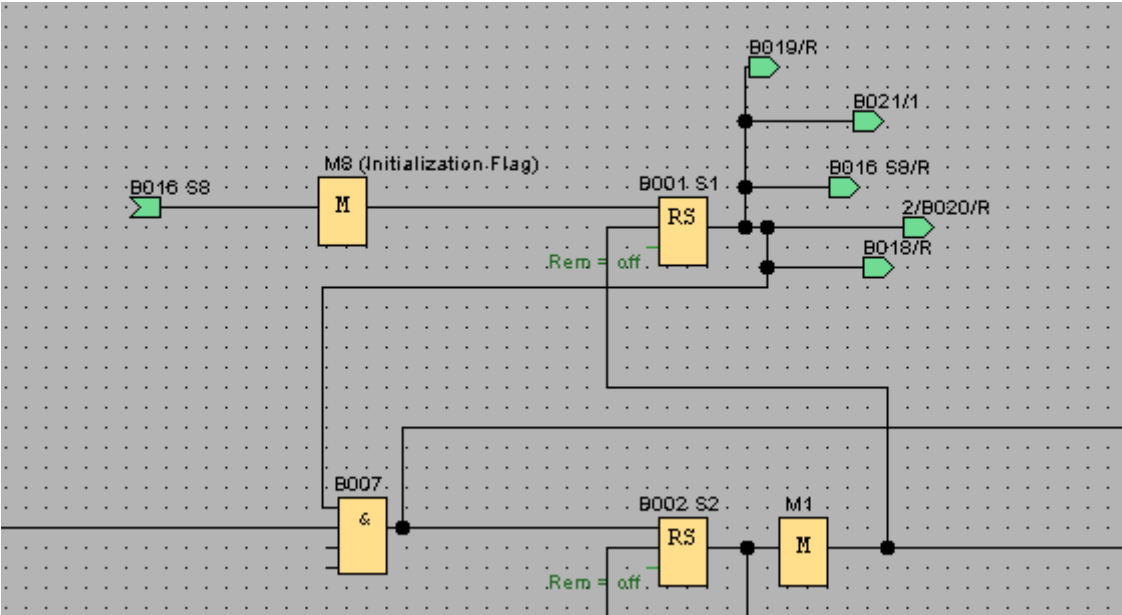 B019/R
B021/1
M8 (Initialization Flag)
B016 S8
M
B001 S1
B016 S9/R
RS
2/B020/R
Rem = off
B018/R
B007
&
B002 S2
M1
RS
M
Rem = off